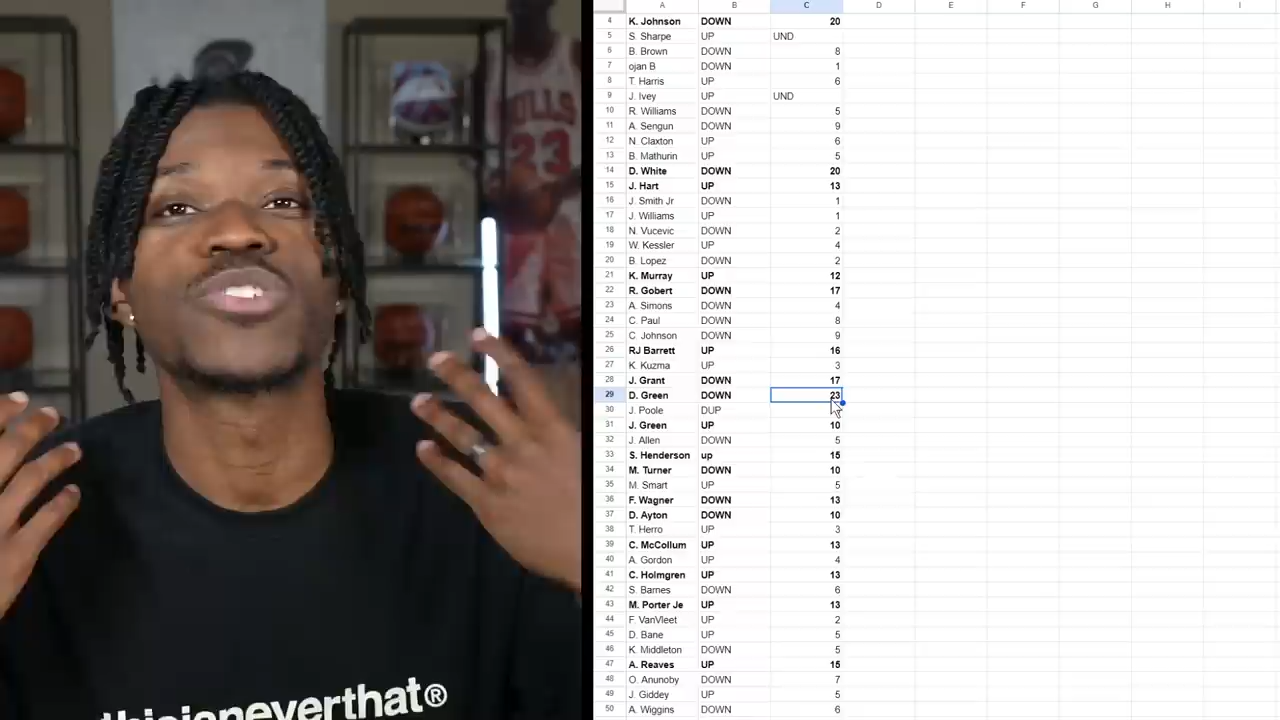 BULLS
23
thisisneverthat®
A B C D E F G H I
4 K. Johnson DOWN 20
5 S. Sharpe UP UND
6 B. Brown DOWN 8
7 ojan B DOWN 1
8 T. Harris UP 6
9 J. Ivey UP UND
10 R. Williams DOWN 5
11 A. Sengun DOWN 9
12 N. Claxton UP 6
13 B. Mathurin UP 5
14 D. White DOWN 20
15 J. Hart UP 13
16 J. Smith Jr DOWN 1
17 J. Williams UP 1
18 N. Vucevic DOWN 2
19 W. Kessler UP 4
20 B. Lopez DOWN 2
21 K. Murray UP 12
22 R. Gobert DOWN 17
23 A. Simons DOWN 4
24 C. Paul DOWN 8
25 C. Johnson DOWN 9
26 RJ Barrett UP 16
27 K. Kuzma UP 3
28 J. Grant DOWN 17
29 D. Green DOWN 23
30 J. Poole DUP
31 J. Green UP 10
32 J. Allen DOWN 5
33 S. Henderson up 15
34 M. Turner DOWN 10
35 M. Smart UP 5
36 F. Wagner DOWN 13
37 D. Ayton DOWN 10
38 T. Herro UP 3
39 C. McCollum UP 13
40 A. Gordon UP 4
41 C. Holmgren UP 13
42 S. Barnes DOWN 6
43 M. Porter Je UP 13
44 F. VanVleet UP 2
45 D. Bane UP 5
46 K. Middleton DOWN 5
47 A. Reaves UP 15
48 O. Anunoby DOWN 7
49 J. Giddey UP 5
50 A. Wiggins DOWN 6